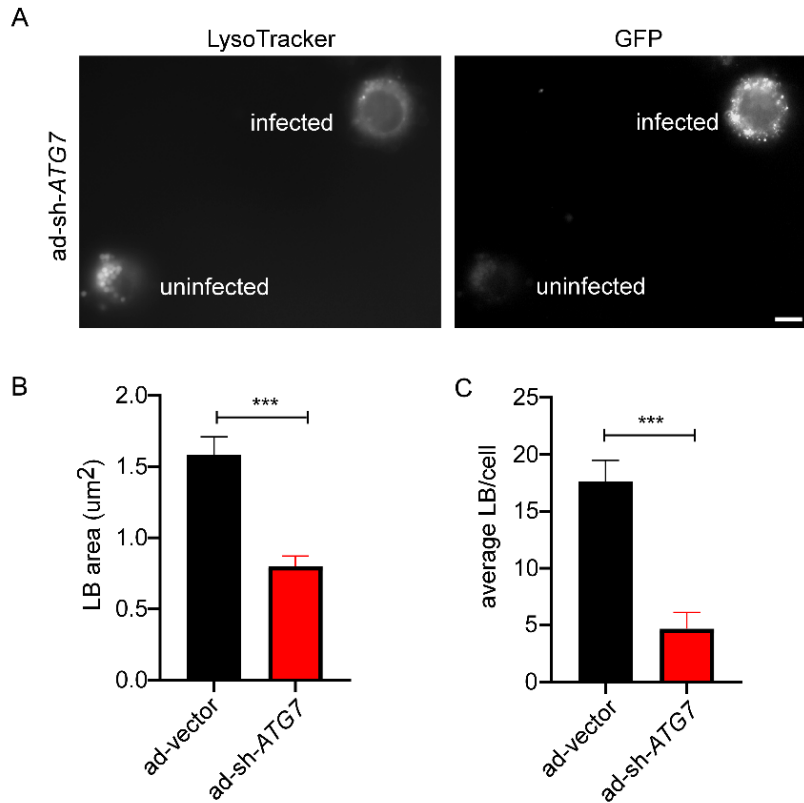 A
LysoTracker
GFP
ad-sh-ATG7
infected
uninfected
infected
uninfected
B
LB area (um²)
2.0
1.5
1.0
0.5
0.0
***
ad-vector
ad-sh-ATG7
C
average LB/cell
25
20
15
10
5
0
***
ad-vector
ad-sh-ATG7